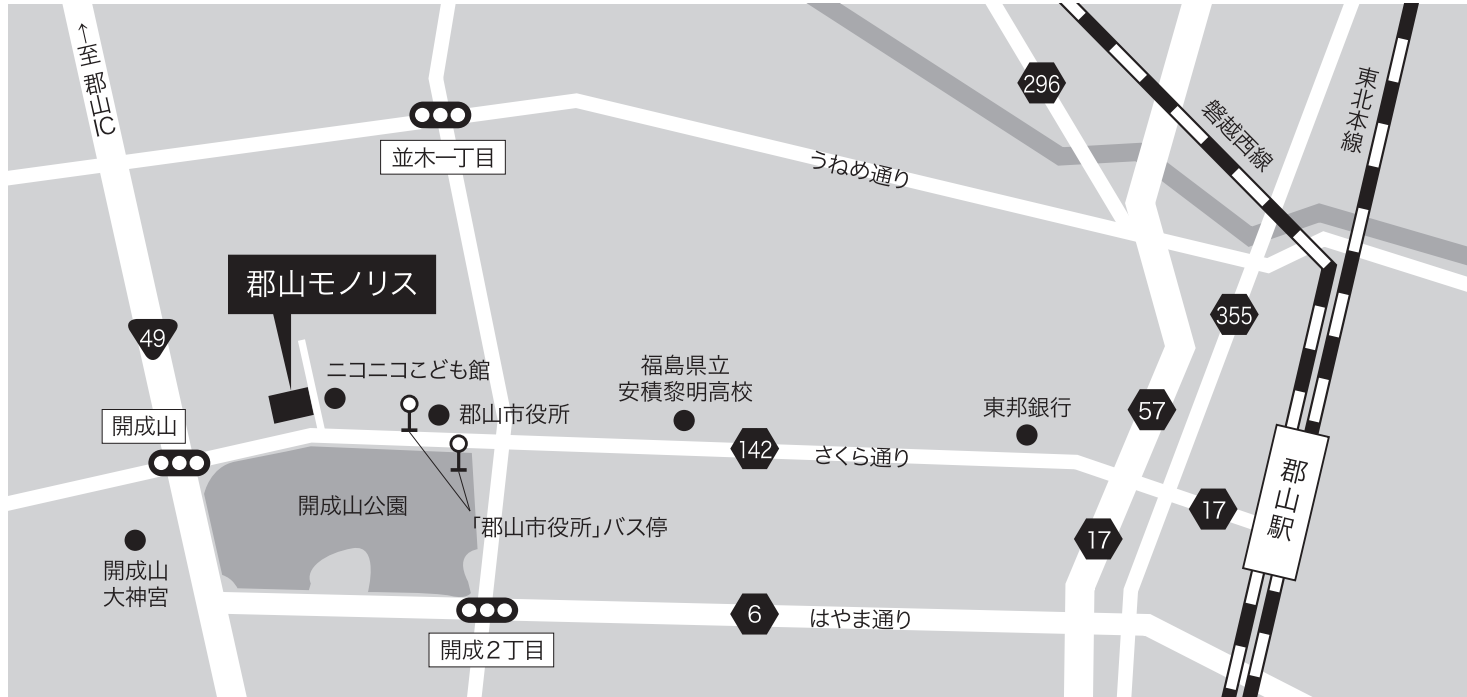 ←至 郡山IC
296
磐越西線
東北本線
並木一丁目
うねめ通り
郡山モノリス
49
355
ニコニコこども館
福島県立
安積黎明高校
郡山市役所
東邦銀行
57
開成山
142
さくら通り
郡山駅
開成山公園
17
「郡山市役所」バス停
17
開成山
大神宮
6
はやま通り
開成2丁目